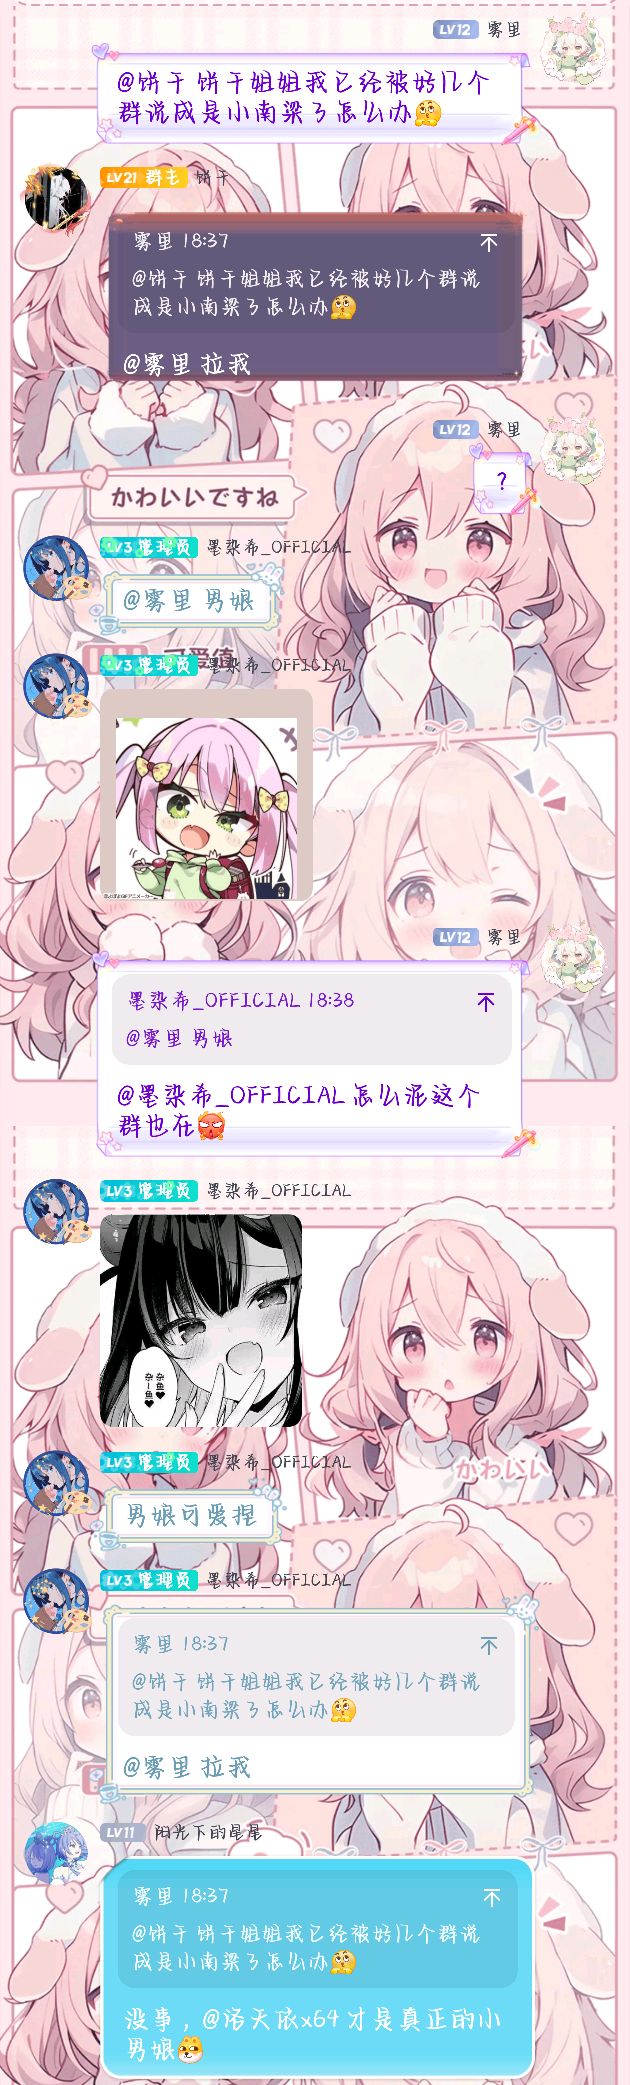 LV12 雾里
@饼干 饼干姐姐我已经被好几个
群说成是小南梁了怎么办
LV21 群主 饼干
雾里 18:37
@饼干 饼干姐姐我已经被好几个群说
成是小南梁了怎么办
@雾里 拉我
LV12 雾里
?
かわいいですね
LV3 管理员 墨染希_OFFICIAL
@雾里 男娘
LV3 管理员 墨染希_OFFICIAL
LV12 雾里
墨染希_OFFICIAL 18:38
@雾里 男娘
@墨染希_OFFICIAL 怎么泥这个
群也在
LV3 管理员 墨染希_OFFICIAL
杂鱼♥
杂~鱼♥
かわいい
LV3 管理员 墨染希_OFFICIAL
男娘可爱捏
LV3 管理员 墨染希_OFFICIAL
雾里 18:37
@饼干 饼干姐姐我已经被好几个群说
成是小南梁了怎么办
@雾里 拉我
LV11 阳光下的星星
雾里 18:37
@饼干 饼干姐姐我已经被好几个群说
成是小南梁了怎么办
没事，@洛天依x64 才是真正的小
男娘